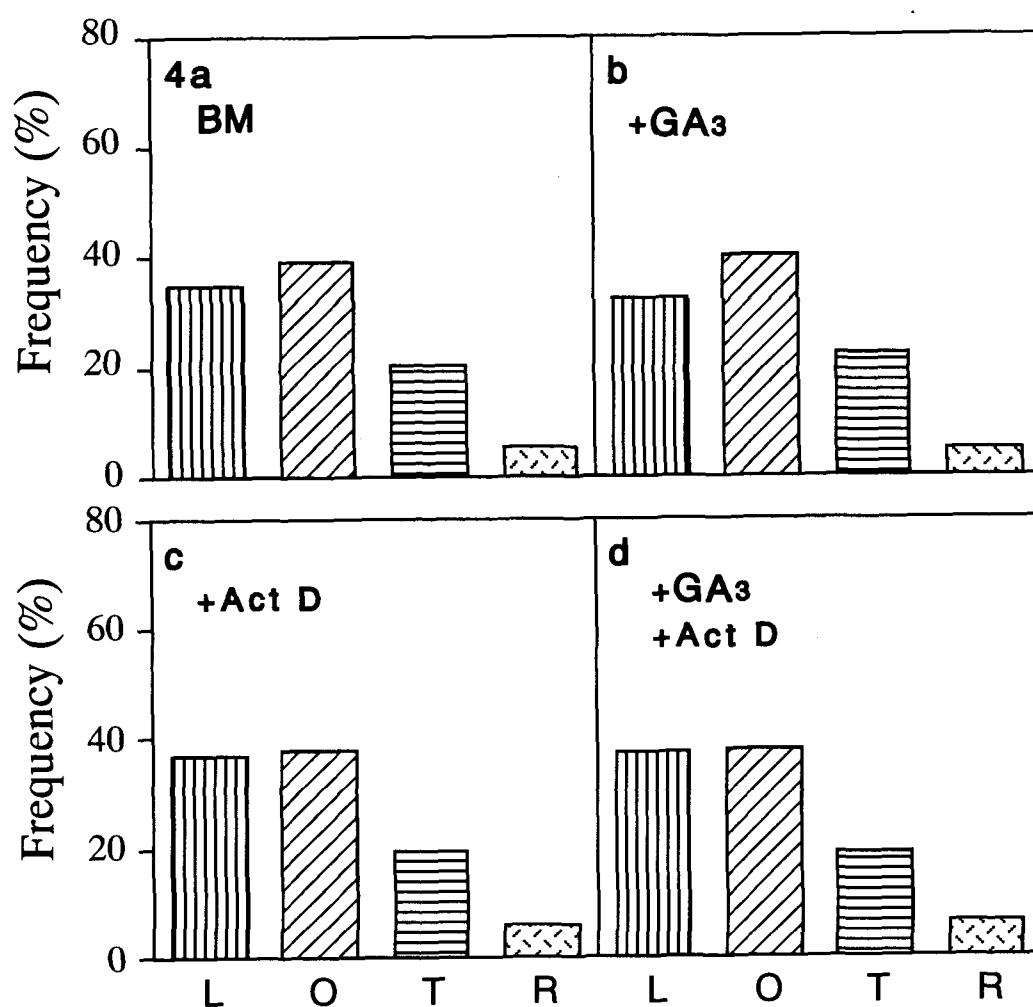 80
60
40
20
0
Frequency (%)
4a
BM
b
+GA3
80
60
40
20
0
Frequency (%)
c
+Act D
d
+GA3
+Act D
L O T R L O T R